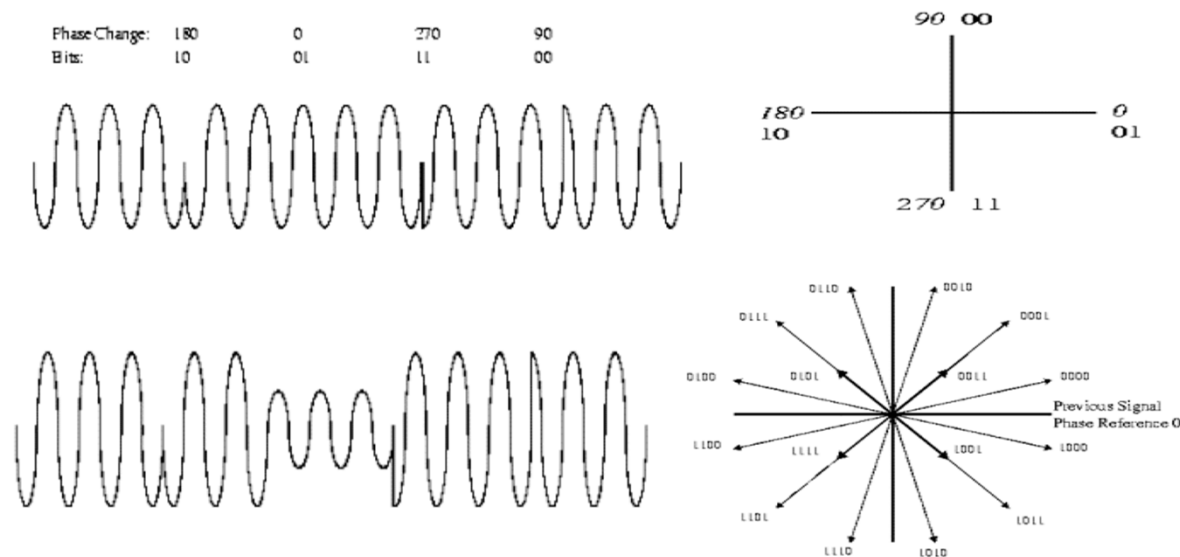 Phase Change: 180 0 270 90
Bits: 10 01 11 00
90 00
180 0
10 01
270 11
0110 0010
0111 0001
0100 0101 0011 0000
Previous Signal
Phase Reference 0
1100 1111 1001 1000
1101 1011
1110 1010